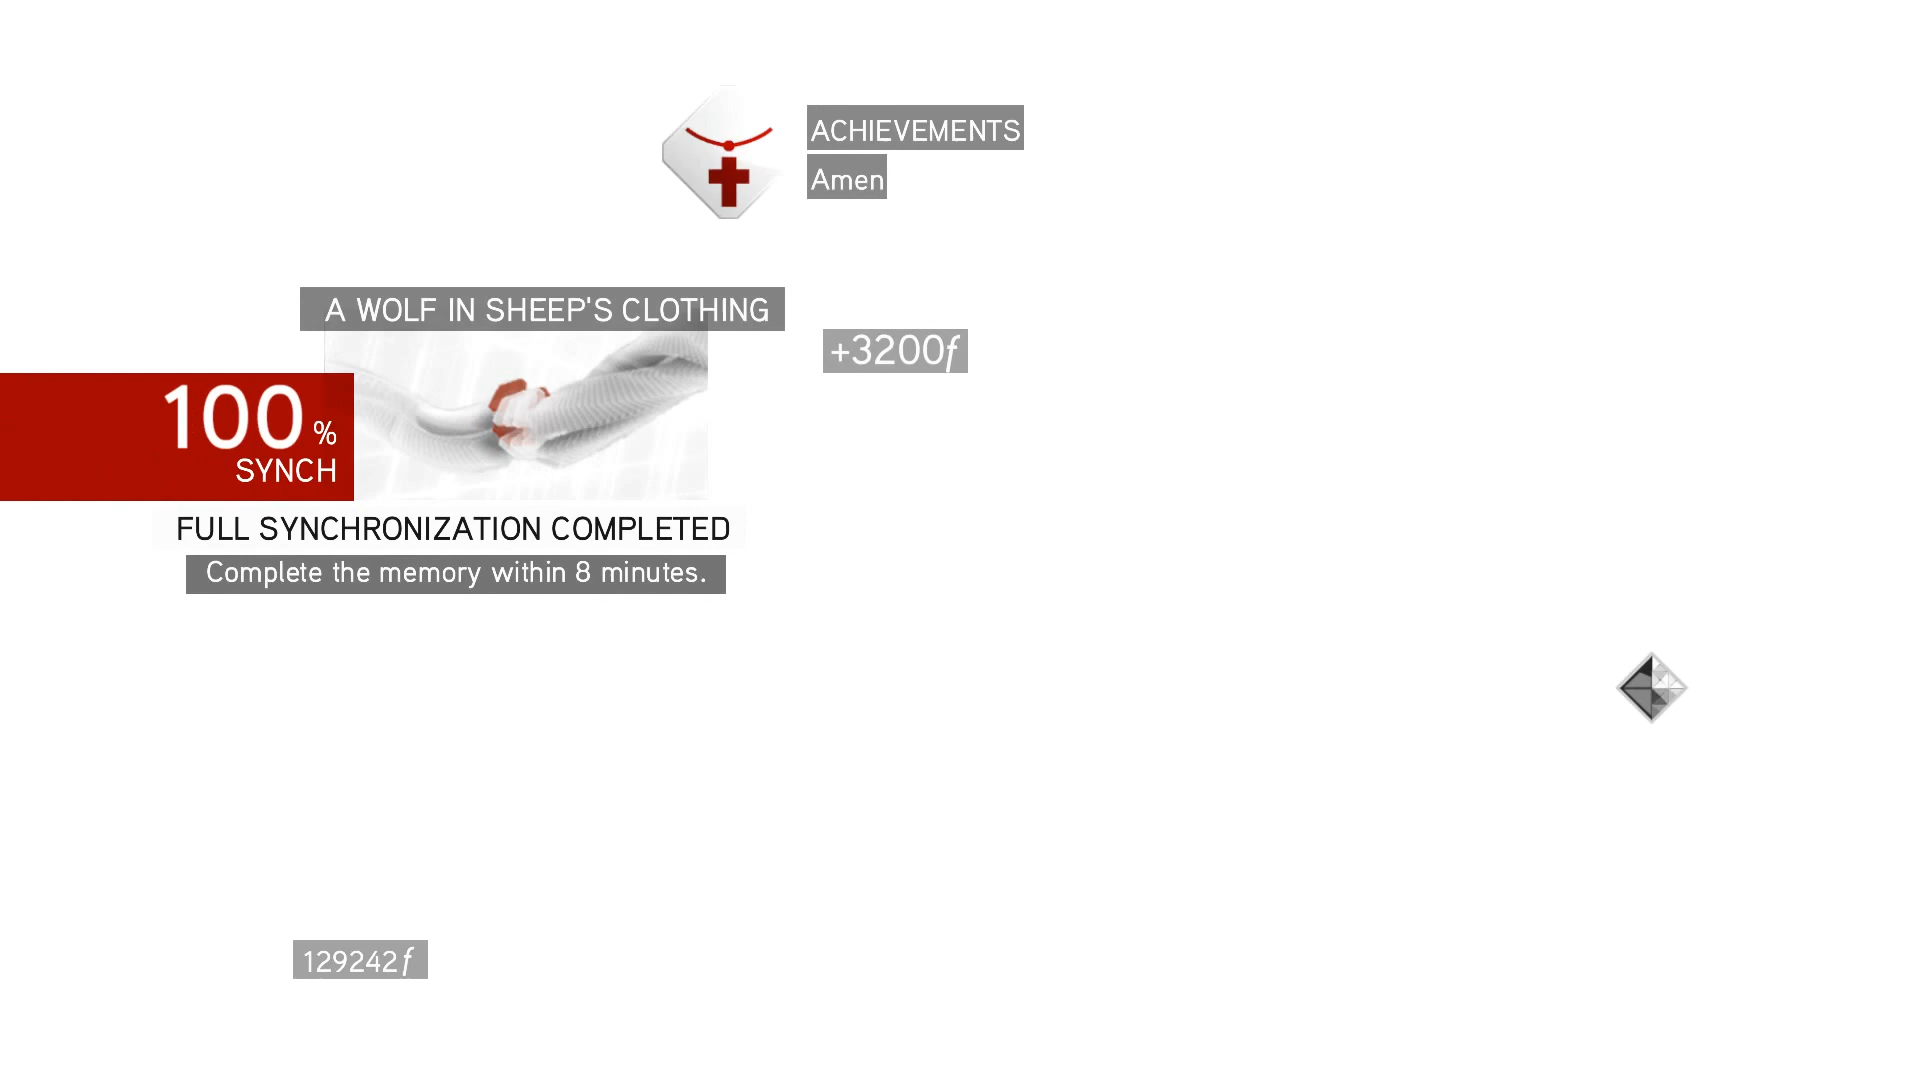 ACHIEVEMENTS
Amen
A WOLF IN SHEEP'S CLOTHING
+3200ƒ
100 %
SYNCH
FULL SYNCHRONIZATION COMPLETED
Complete the memory within 8 minutes.
129242ƒ